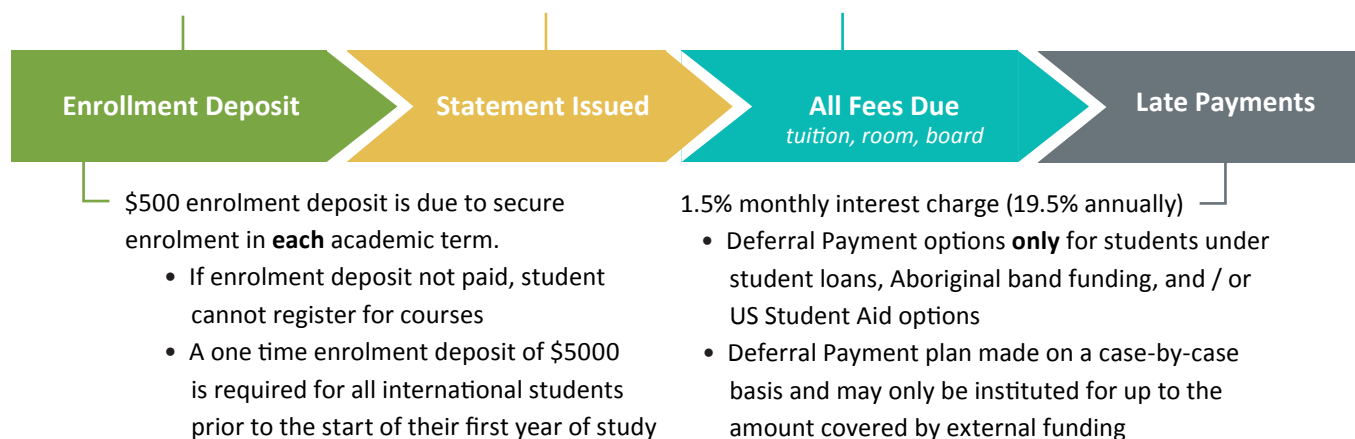 Enrollment Deposit
Statement Issued
All Fees Due
tuition, room, board
Late Payments
$500 enrolment deposit is due to secure
enrolment in each academic term.
• If enrolment deposit not paid, student
cannot register for courses
• A one time enrolment deposit of $5000
is required for all international students
prior to the start of their first year of study
1.5% monthly interest charge (19.5% annually)
• Deferral Payment options only for students under
student loans, Aboriginal band funding, and / or
US Student Aid options
• Deferral Payment plan made on a case-by-case
basis and may only be instituted for up to the
amount covered by external funding